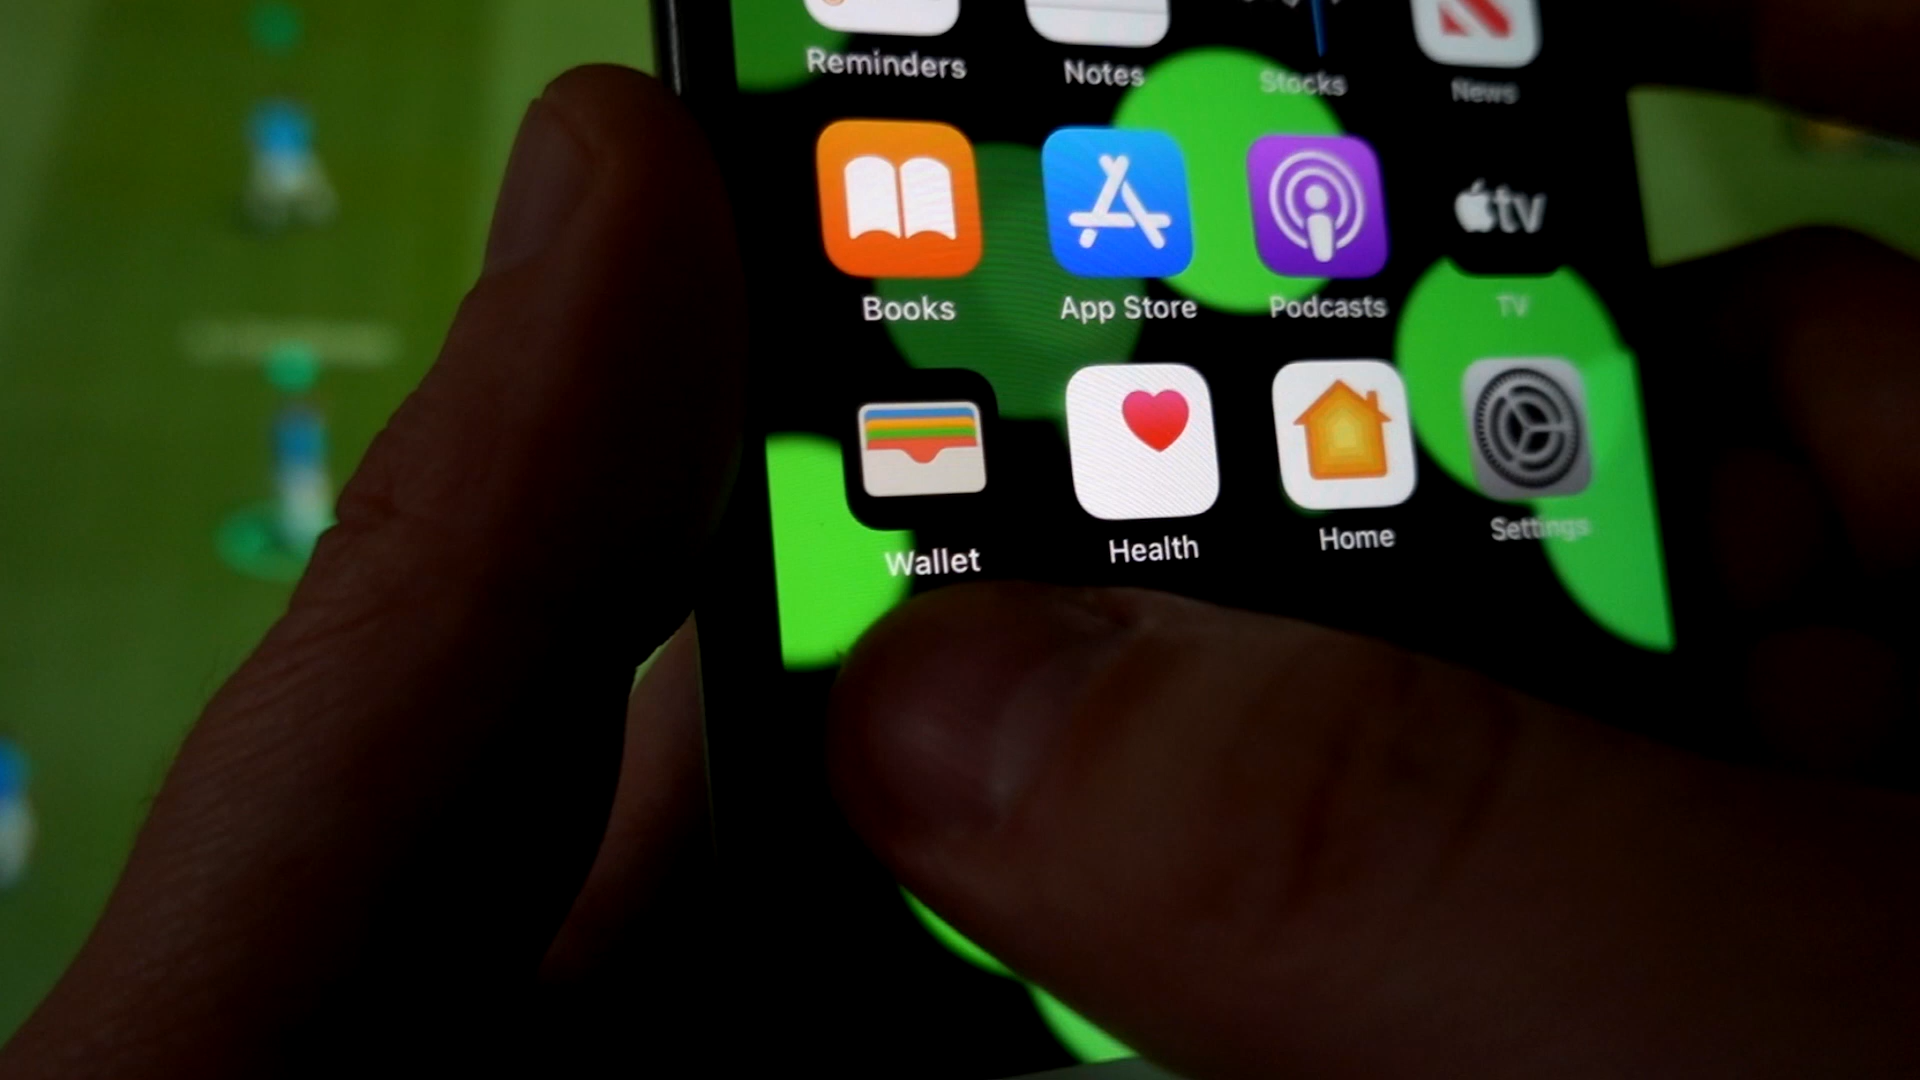 Reminders Notes Stocks News
tv
Books App Store Podcasts TV
Wallet Health Home Settings